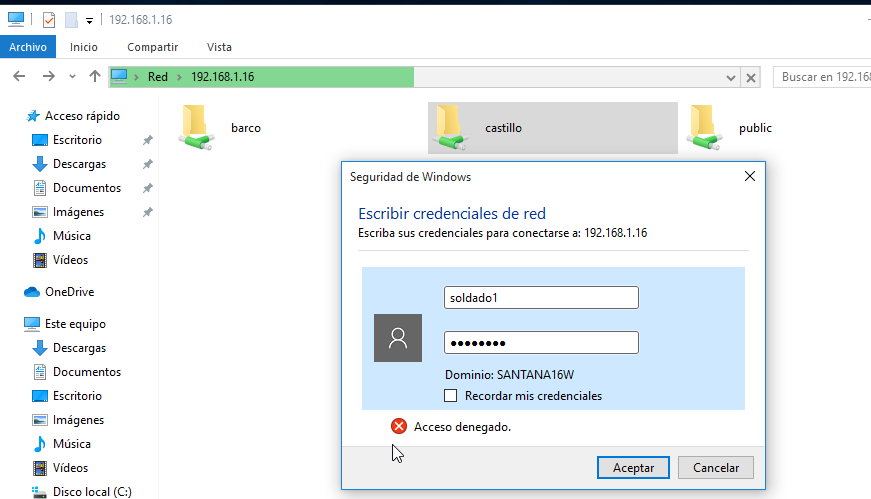 192.168.1.16
Archivo Inicio Compartir Vista
Red 192.168.1.16 Buscar en 192.168
Acceso rápido
Escritorio
Descargas
Documentos
Imágenes
Música
Vídeos
OneDrive
Este equipo
Descargas
Documentos
Escritorio
Imágenes
Música
Vídeos
Disco local (C:)
barco castillo public
Seguridad de Windows
Escribir credenciales de red
Escriba sus credenciales para conectarse a: 192.168.1.16
soldado1
●●●●●●●●
Dominio: SANTANA16W
Recordar mis credenciales
Acceso denegado.
Aceptar Cancelar